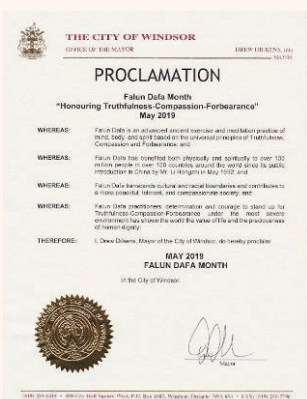 THE CITY OF WINDSOR
OFFICE OF THE MAYOR
DREW DILKENS,
MAYOR
PROCLAMATION
Falun Dafa Month
"Honouring Truthfulness-Compassion-Forbearance"
May 2019
WHEREAS: Falun Dafa is an advanced ancient exercise and meditation practice of
mind, body, and spirit based on the universal principles of Truthfulness,
Compassion and Forbearance; and
WHEREAS: Falun Dafa has benefited both physically and spiritually to over 100
million people in over 100 countries around the world since its public
introduction in China by Mr. Li Hongzhi in May 1992; and
WHEREAS: Falun Dafa transcends cultural and racial boundaries and contributes to
a more peaceful, tolerant, and compassionate society; and
WHEREAS: Falun Dafa practitioners' determination and courage to stand up for
Truthfulness-Compassion-Forbearance under the most severe
environment has shown the world the value of life and the preciousness
of human dignity;
THEREFORE: I, Drew Dilkens, Mayor of the City of Windsor, do hereby proclaim
MAY 2019
FALUN DAFA MONTH
In the City of Windsor.
Mayor
City Hall Square West, P.O. Box Windsor, Ontario